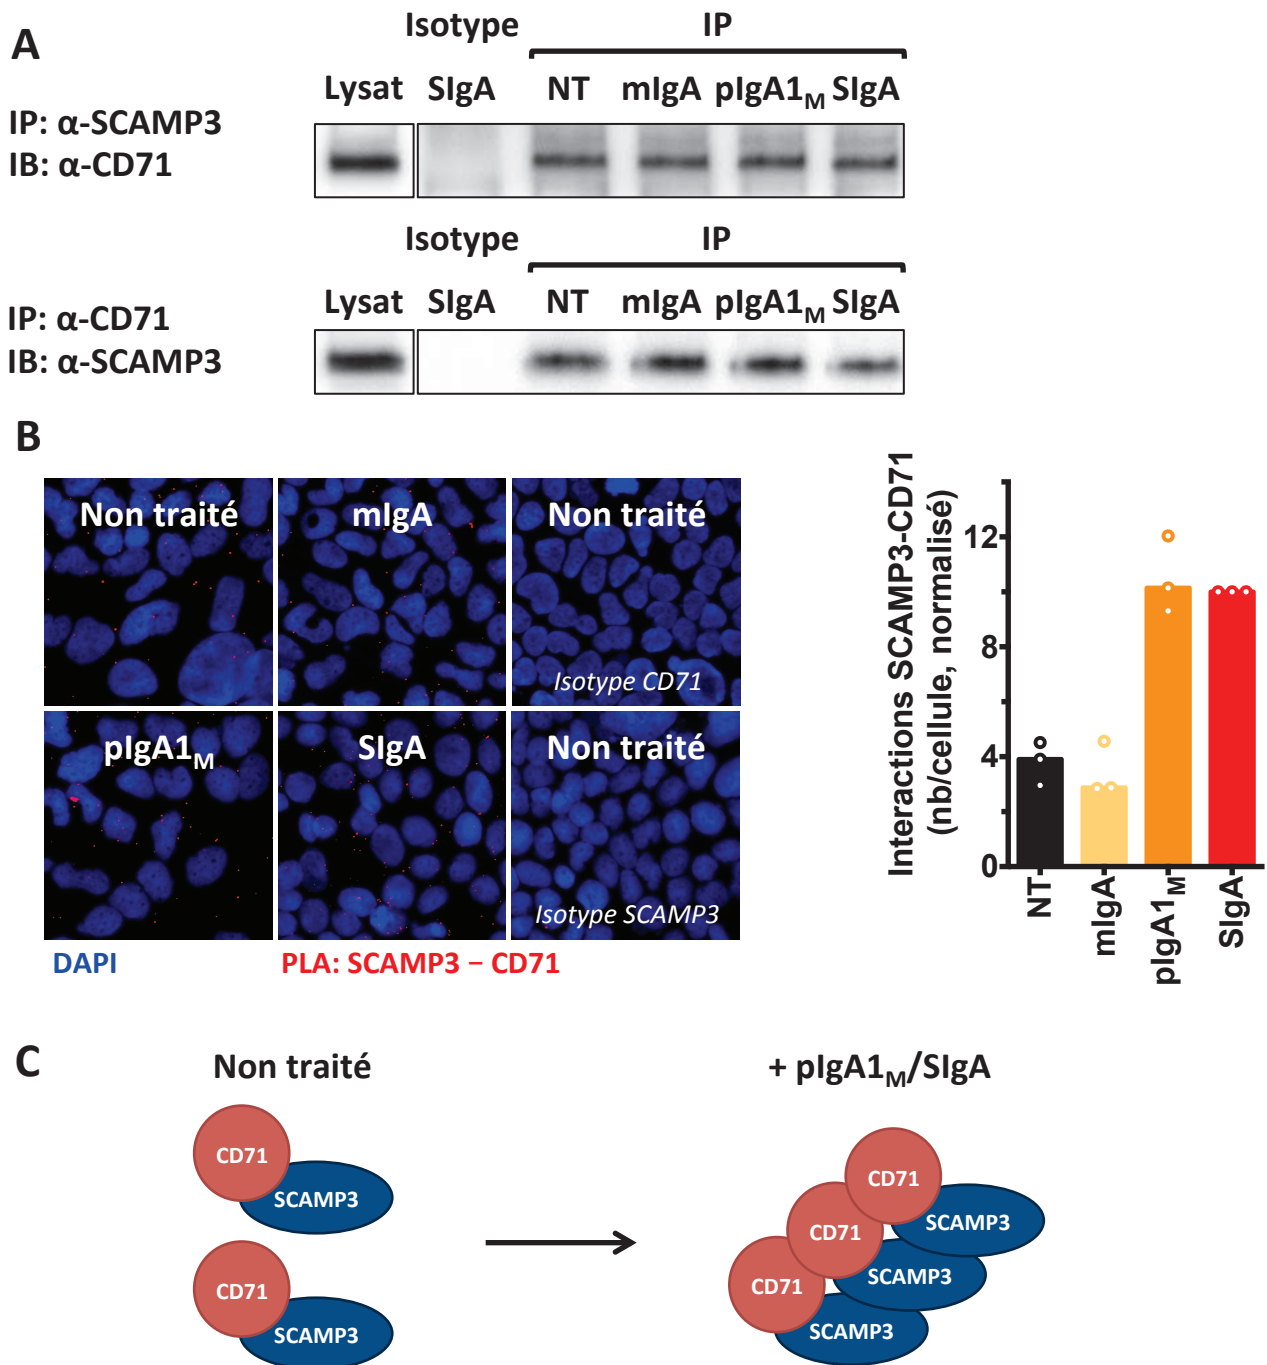 A
Isotype IP
Lysat SIgA NT mIgA pIgA1M SIgA
IP: α-SCAMP3
IB: α-CD71
Isotype IP
Lysat SIgA NT mIgA pIgA1M SIgA
IP: α-CD71
IB: α-SCAMP3
B
Non traité mIgA Non traité
Isotype CD71
pIgA1M SIgA Non traité
Isotype SCAMP3
DAPI PLA: SCAMP3 – CD71
Interactions SCAMP3-CD71
(nb/cellule, normalisé)
12
8
4
0
NT mIgA pIgA1M SIgA
C
Non traité + pIgA1M/SIgA
CD71
SCAMP3
CD71
SCAMP3
CD71
SCAMP3
CD71
SCAMP3
CD71
SCAMP3